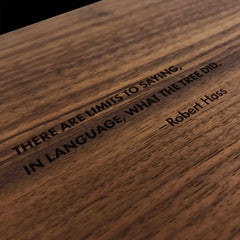 THERE ARE LIMITS TO SAYING,
IN LANGUAGE, WHAT THE TREE DID.
—Robert Hass